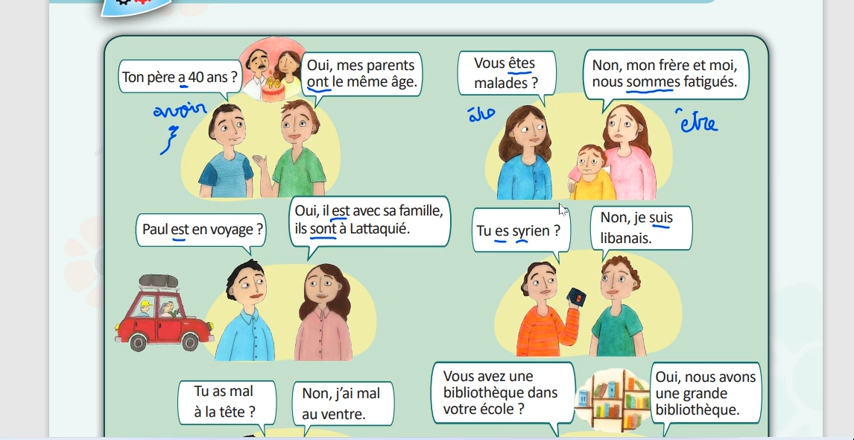 Ton père a 40 ans ?
Oui, mes parents
ont le même âge.
avoir
Vous êtes
malades ?
Non, mon frère et moi,
nous sommes fatigués.
être
être
Paul est en voyage ?
Oui, il est avec sa famille,
ils sont à Lattaquié.
Tu es syrien ?
Non, je suis
libanais.
Tu as mal
à la tête ?
Non, j'ai mal
au ventre.
Vous avez une
bibliothèque dans
votre école ?
Oui, nous avons
une grande
bibliothèque.